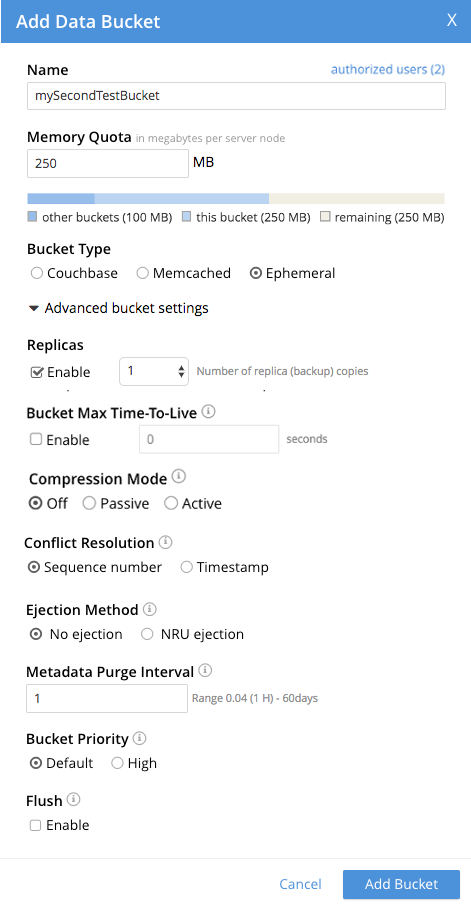 Add Data Bucket X
Name authorized users (2)
mySecondTestBucket
Memory Quota in megabytes per server node
250 MB
other buckets (100 MB) this bucket (250 MB) remaining (250 MB)
Bucket Type
Couchbase Memcached Ephemeral
Advanced bucket settings
Replicas
Enable 1 Number of replica (backup) copies
Bucket Max Time-To-Live
Enable 0 seconds
Compression Mode
Off Passive Active
Conflict Resolution
Sequence number Timestamp
Ejection Method
No ejection NRU ejection
Metadata Purge Interval
1 Range 0.04 (1 H) - 60days
Bucket Priority
Default High
Flush
Enable
Cancel Add Bucket